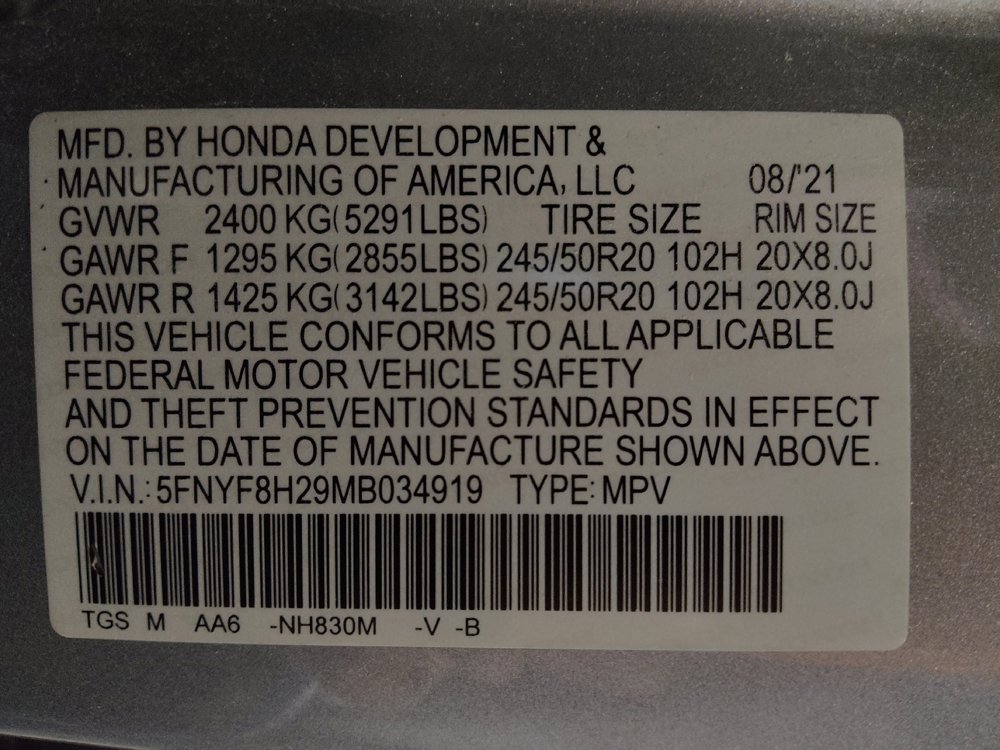 MFD. BY HONDA DEVELOPMENT &
MANUFACTURING OF AMERICA, LLC 08/'21
GVWR 2400 KG(5291LBS) TIRE SIZE RIM SIZE
GAWR F 1295 KG(2855LBS) 245/50R20 102H 20X8.0J
GAWR R 1425 KG(3142LBS) 245/50R20 102H 20X8.0J
THIS VEHICLE CONFORMS TO ALL APPLICABLE
FEDERAL MOTOR VEHICLE SAFETY
AND THEFT PREVENTION STANDARDS IN EFFECT
ON THE DATE OF MANUFACTURE SHOWN ABOVE.
V.I.N.: 5FNYF8H29MB034919 TYPE: MPV
TGS M AA6 -NH830M -V -B